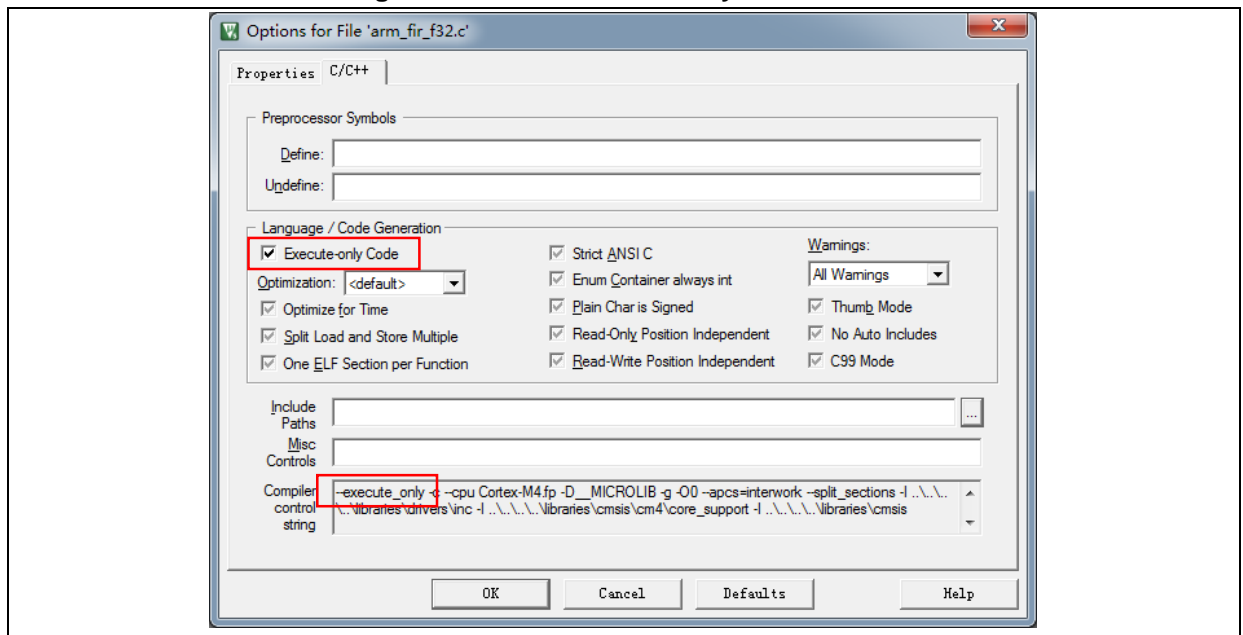 Options for File 'arm_fir_f32.c'
Properties C/C++
Preprocessor Symbols
Define:
Undefine:
Language / Code Generation
Execute-only Code Strict ANSI C Warnings:
Optimization: <default> Enum Container always int All Warnings
Optimize for Time Plain Char is Signed Thumb Mode
Split Load and Store Multiple Read-Only Position Independent No Auto Includes
One ELF Section per Function Read-Write Position Independent C99 Mode
Include
Paths
...
Misc
Controls
Compiler
control
string
--execute_only -c --cpu Cortex-M4.fp -D__MICROLIB -g -O0 --apcs=interwork --split_sections -I ..\..\..
\..\libraries\drivers\inc -I ..\..\..\..\libraries\cmsis\cm4\core_support -I ..\..\..\..\libraries\cmsis
OK Cancel Defaults Help